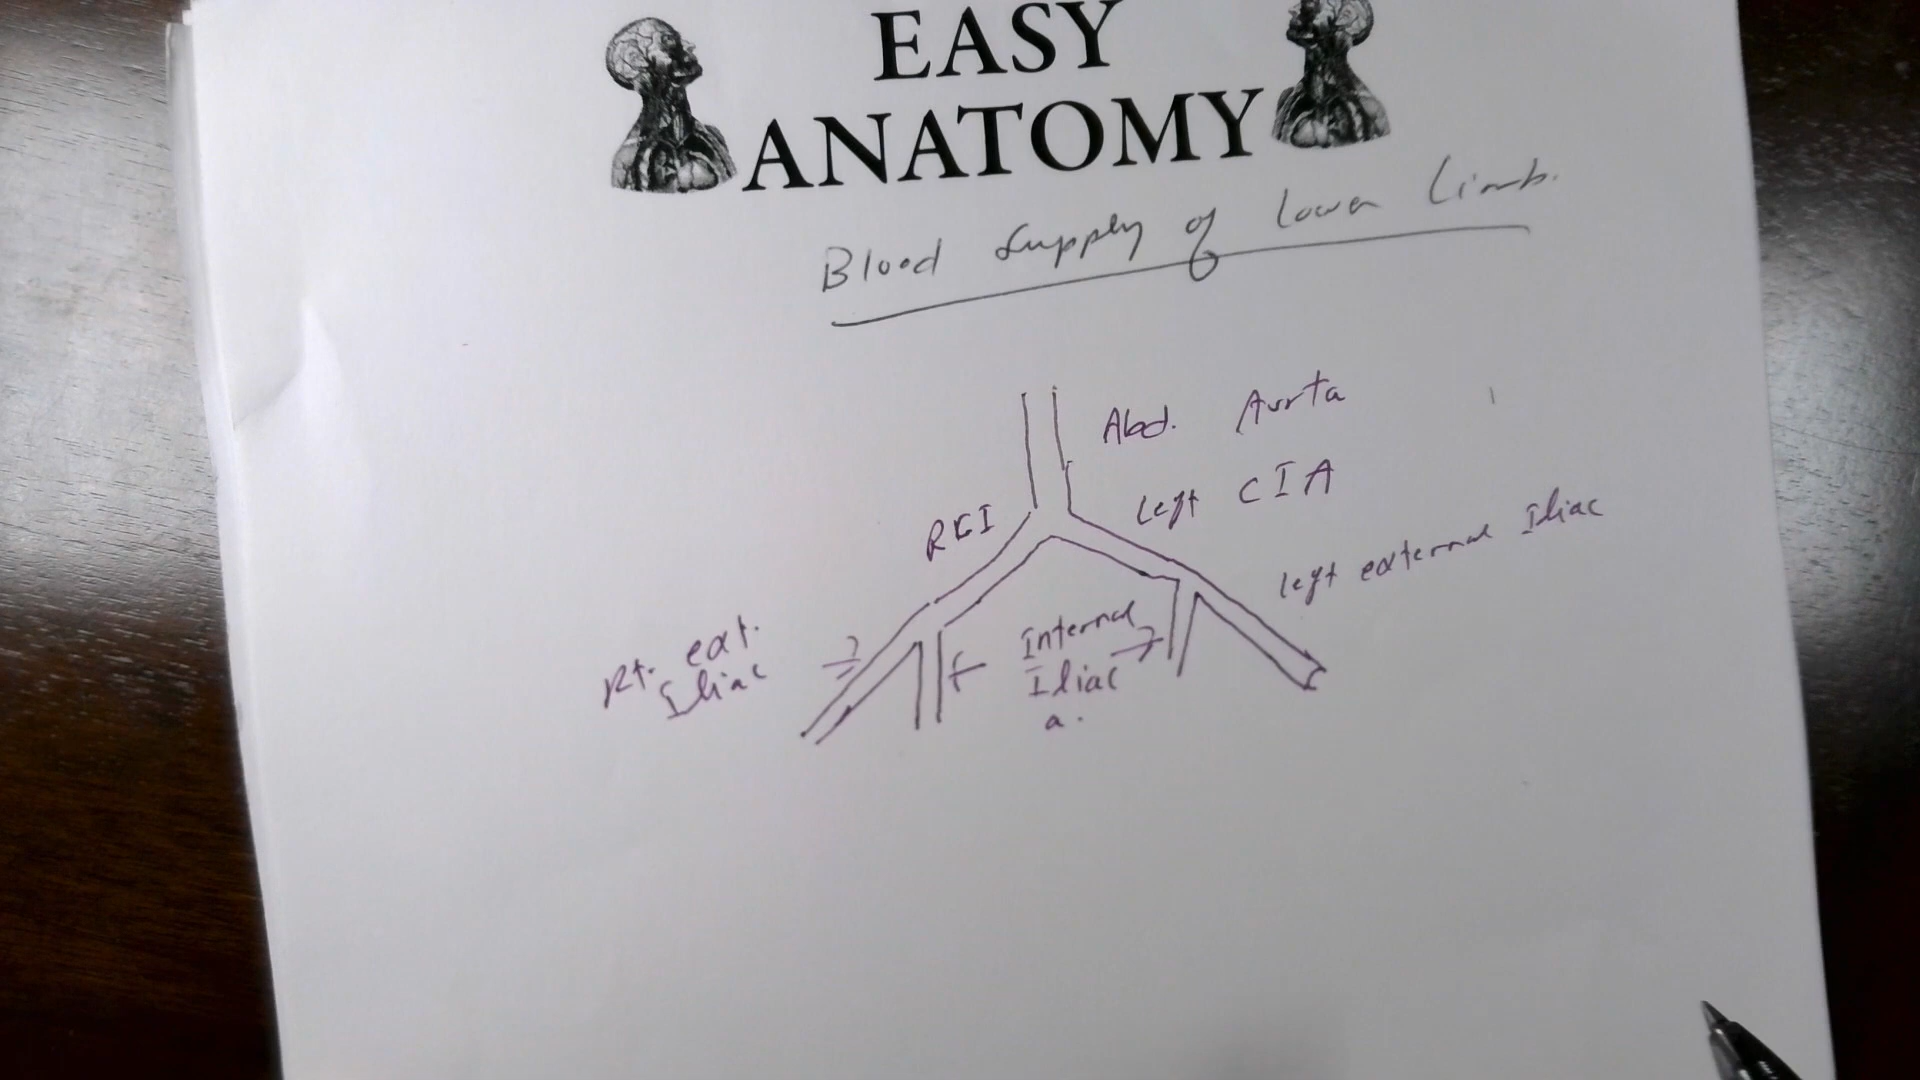 EASY
ANATOMY
Blood Supply of Lower Limb.
Abd. Aorta
Left CIA
RCI
left external Iliac
Rt. ext.
Iliac
Internal
Iliac
a.